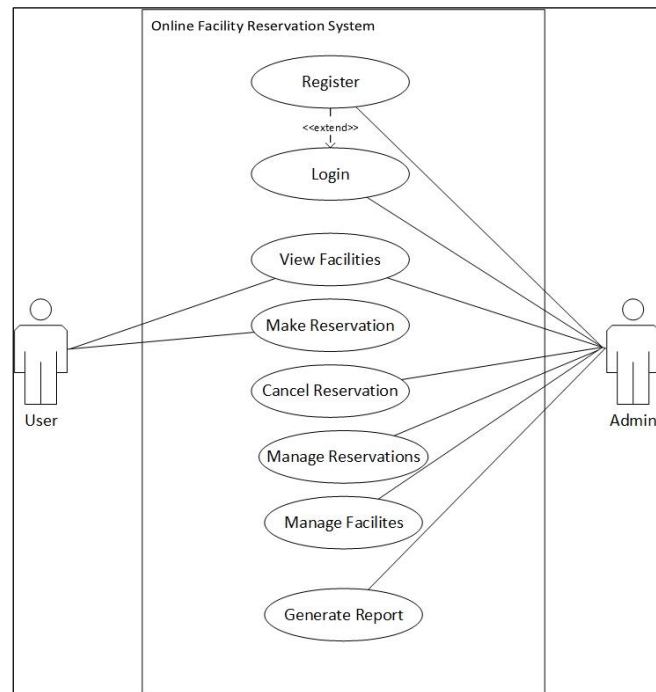 Online Facility Reservation System
Register
<<extend>>
Login
View Facilities
Make Reservation
Cancel Reservation
User
Admin
Manage Reservations
Manage Facilites
Generate Report